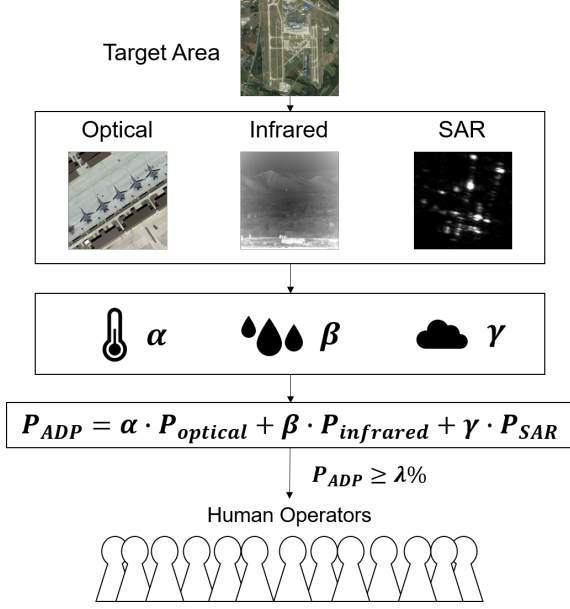 Target Area
Optical Infrared SAR
α β γ
P_ADP = α · P_optical + β · P_infrared + γ · P_SAR
P_ADP ≥ λ%
Human Operators